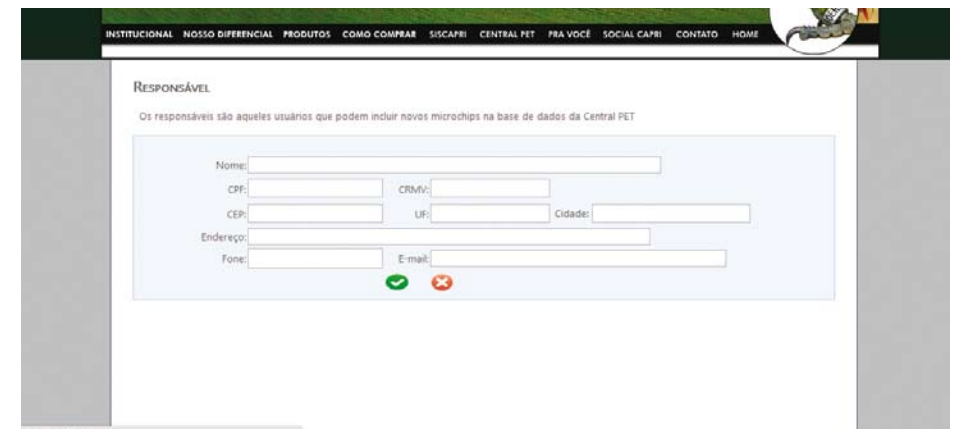 INSTITUCIONAL NOSSO DIFERENCIAL PRODUTOS COMO COMPRAR SISCAPRI CENTRAL PET PRA VOCÊ SOCIAL CAPRI CONTATO HOME
RESPONSÁVEL
Os responsáveis são aqueles usuários que podem incluir novos microchips na base de dados da Central PET
Nome:
CPF: CRMV:
CEP: UF: Cidade:
Endereço:
Fone: E-mail: